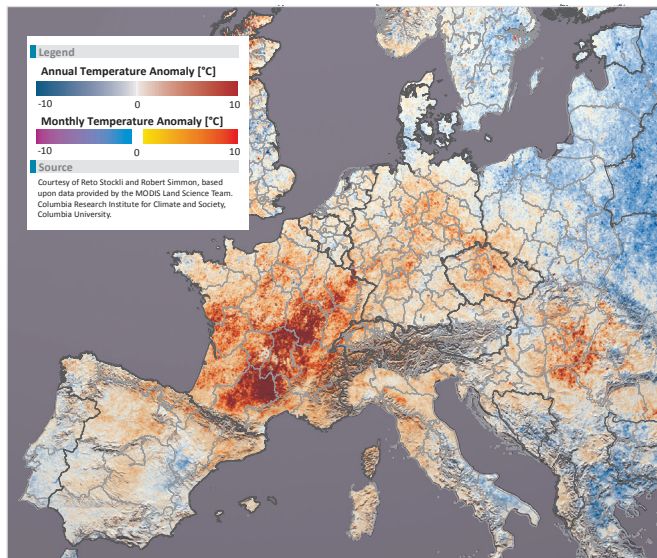 Legend
Annual Temperature Anomaly [°C]
-10 0 10
Monthly Temperature Anomaly [°C]
-10 0 10
Source
Courtesy of Reto Stockli and Robert Simmon, based
upon data provided by the MODIS Land Science Team.
Columbia Research Institute for Climate and Society,
Columbia University.